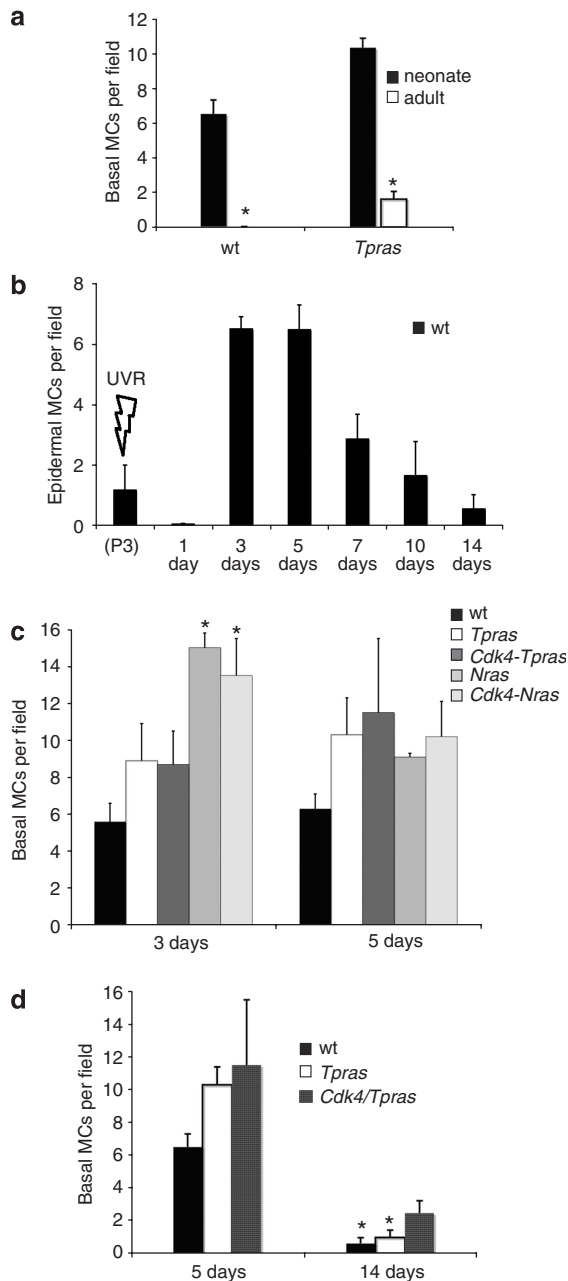 a
12
10
8
6
4
2
0
Basal MCs per field
neonate
adult
*
*
wt
Tpras
b
8
6
4
2
0
Epidermal MCs per field
wt
UVR
(P3)
1 day
3 days
5 days
7 days
10 days
14 days
c
16
14
12
10
8
6
4
2
0
Basal MCs per field
wt
Tpras
Cdk4-Tpras
Nras
Cdk4-Nras
*
*
3 days
5 days
d
16
14
12
10
8
6
4
2
0
Basal MCs per field
wt
Tpras
Cdk4/Tpras
*
*
5 days
14 days